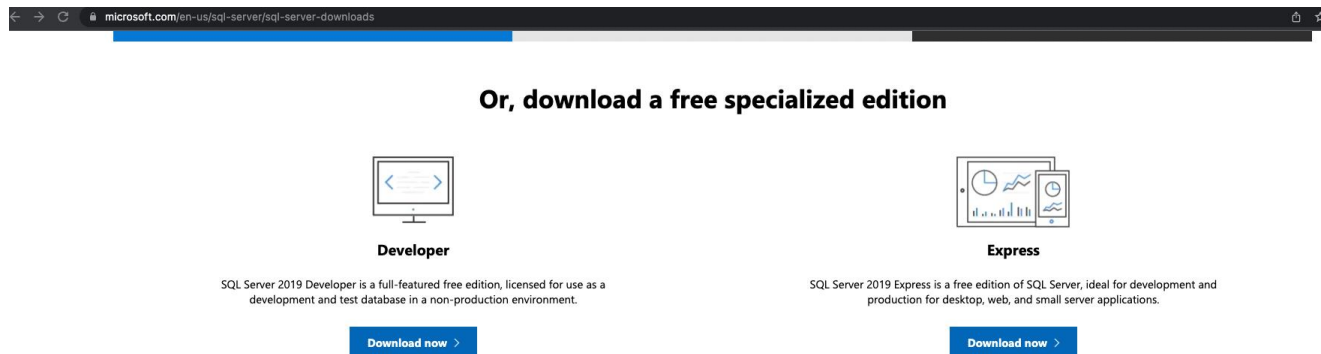 microsoft.com/en-us/sql-server/sql-server-downloads
Or, download a free specialized edition
Developer
SQL Server 2019 Developer is a full-featured free edition, licensed for use as a
development and test database in a non-production environment.
Download now
Express
SQL Server 2019 Express is a free edition of SQL Server, ideal for development and
production for desktop, web, and small server applications.
Download now